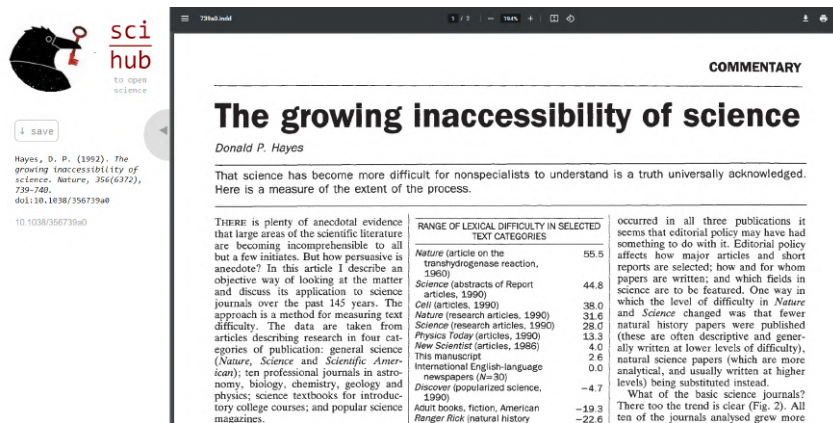 sci
hub
to open
science
↓ save
Hayes, D. P. (1992). The
growing inaccessibility of
science. Nature, 356(6372),
739–740.
doi:10.1038/356739a0
10.1038/356739a0
739a0.indd
1 / 2
194%
COMMENTARY
The growing inaccessibility of science
Donald P. Hayes
That science has become more difficult for nonspecialists to understand is a truth universally acknowledged.
Here is a measure of the extent of the process.
THERE is plenty of anecdotal evidence
that large areas of the scientific literature
are becoming incomprehensible to all
but a few initiates. But how persuasive is
anecdote? In this article I describe an
objective way of looking at the matter
and discuss its application to science
journals over the past 145 years. The
approach is a method for measuring text
difficulty. The data are taken from
articles describing research in four cat-
egories of publication: general science
(Nature, Science and Scientific Amer-
ican); ten professional journals in astro-
nomy, biology, chemistry, geology and
physics; science textbooks for introduc-
tory college courses; and popular science
magazines.
RANGE OF LEXICAL DIFFICULTY IN SELECTED
TEXT CATEGORIES
Nature (article on the
transhydrogenase reaction,
1960) 55.5
Science (abstracts of Report
articles, 1990) 44.8
Cell (articles, 1990) 38.0
Nature (research articles, 1990) 31.6
Science (research articles, 1990) 28.0
Physics Today (articles, 1990) 13.3
New Scientist (articles, 1986) 4.0
This manuscript 2.6
International English-language
newspapers (N=30) 0.0
Discover (popularized science,
1990) −4.7
Adult books, fiction, American −19.3
Ranger Rick (natural history −22.6
occurred in all three publications it
seems that editorial policy may have had
something to do with it. Editorial policy
affects how major articles and short
reports are selected; how and for whom
papers are written; and which fields in
science are to be featured. One way in
which the level of difficulty in Nature
and Science changed was that fewer
natural history papers were published
(these are often descriptive and gener-
ally written at lower levels of difficulty),
natural science papers (which are more
analytical, and usually written at higher
levels) being substituted instead.
What of the basic science journals?
There too the trend is clear (Fig. 2). All
ten of the journals analysed grew more